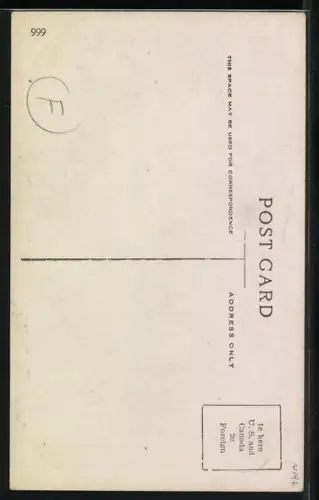 999
F
POST CARD
THIS SPACE MAY BE USED FOR CORRESPONDENCE
ADDRESS ONLY
1c here
U. S. and
Canada
2c
Foreign